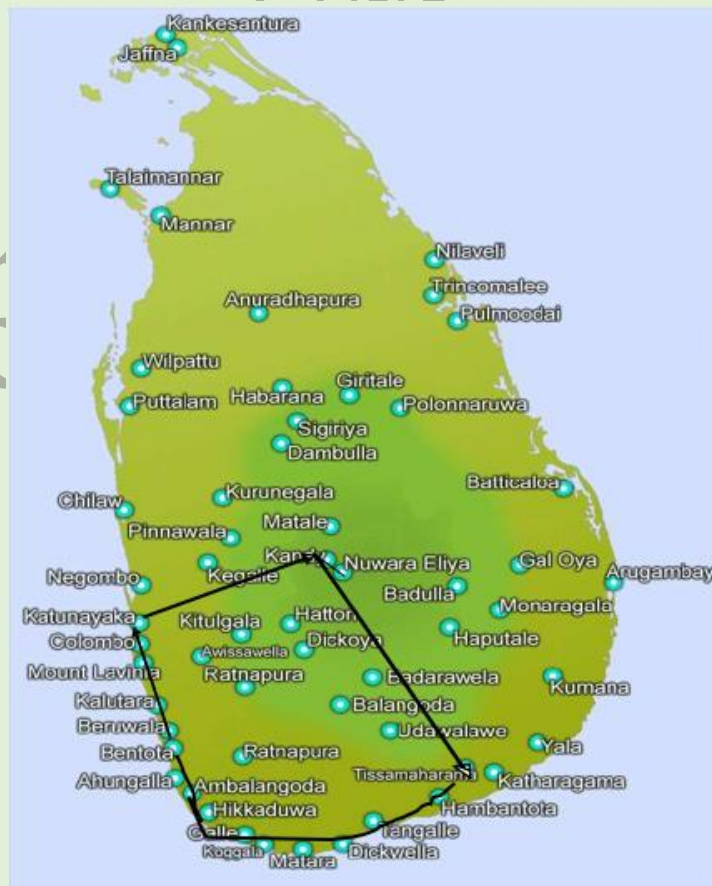 Kankesantura
Jaffna
Talaimannar
Mannar
Nilaveli
Trincomalee
Anuradhapura
Pulmoodai
Wilpattu
Giritale
Habarana
Puttalam
Polonnaruwa
Sigiriya
Dambulla
Batticaloa
Kurunegala
Chilaw
Matale
Pinnawala
Nuwara Eliya
Gal Oya
Kegalle
Negombo
Badulla
Arugambay
Monaragala
Katunayaka
Hatton
Kitulgala
Haputale
Colombo
Dickoya
Awissawella
Mount Lavinia
Ratnapura
Badarawela
Kumana
Kalutara
Balangoda
Beruwala
Udawalawe
Bentota
Ratnapura
Yala
Tissamaharama
Katharagama
Ahungalla
Ambalangoda
Hambantota
Hikkaduwa
Galle
Tangalle
Koggala
Matara
Dickwella